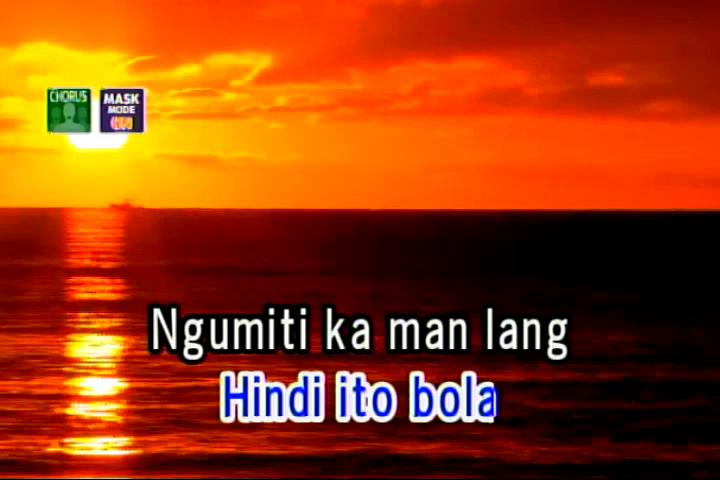 CHORUS
MASK
MODE
Ngumiti ka man lang
Hindi ito bola